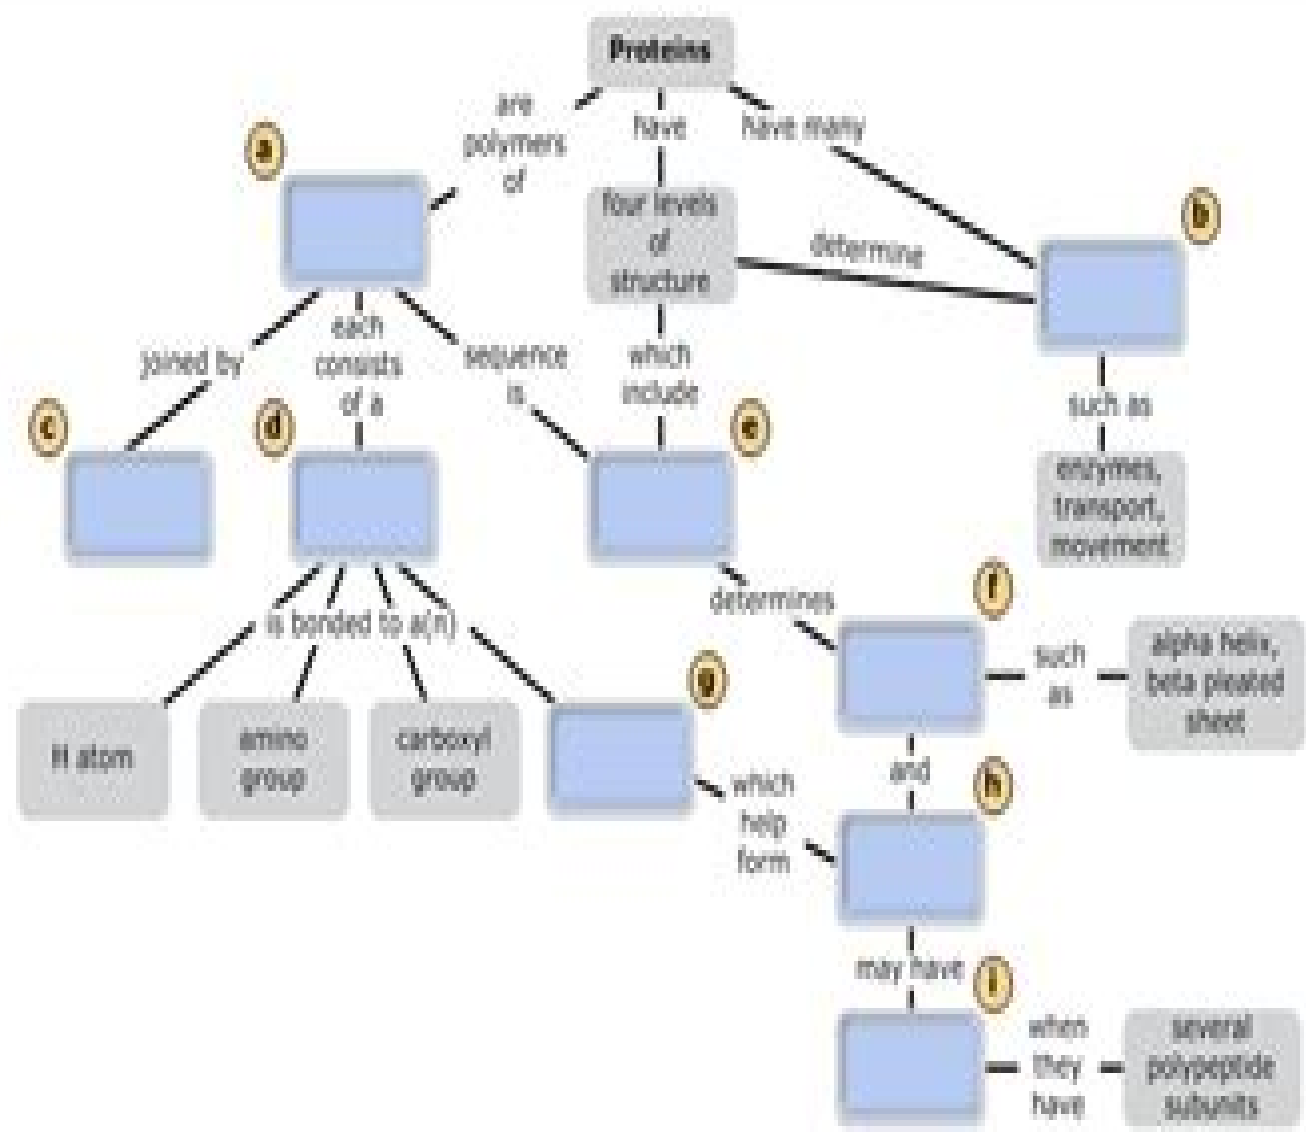 Proteins
are
polymers
of
have
have many
a
four levels
of
structure
b
determine
joined by
each
consists
of a
sequence
is
which
include
such as
c
d
e
enzymes,
transport,
movement
determines
f
is bonded to a(n)
such
as
alpha helix,
beta pleated
sheet
g
H atom
amino
group
carboxyl
group
and
h
which
help
form
may have
i
when
they
have
several
polypeptide
subunits